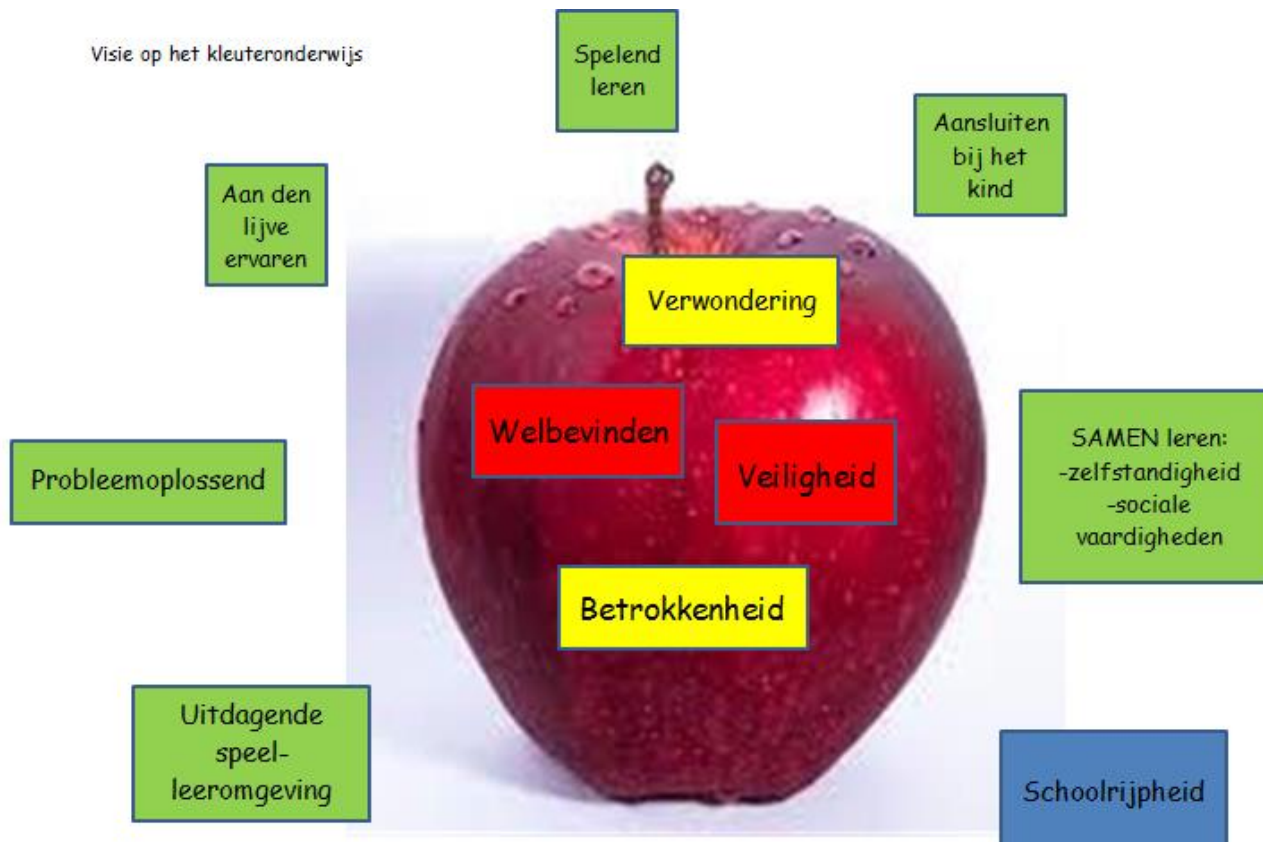 Visie op het kleuteronderwijs
Spelend
leren
Aansluiten
bij het
kind
Aan den
lijve
ervaren
Verwondering
Welbevinden
Veiligheid
Probleemoplossend
SAMEN leren:
-zelfstandigheid
-sociale
vaardigheden
Betrokkenheid
Uitdagende
speel-
leeromgeving
Schoolrijpheid